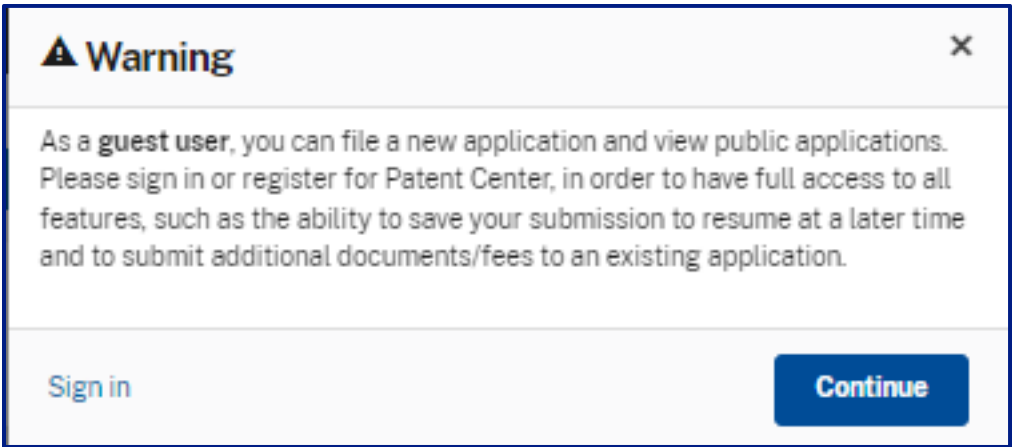 Warning
As a guest user, you can file a new application and view public applications.
Please sign in or register for Patent Center, in order to have full access to all
features, such as the ability to save your submission to resume at a later time
and to submit additional documents/fees to an existing application.
Sign in
Continue